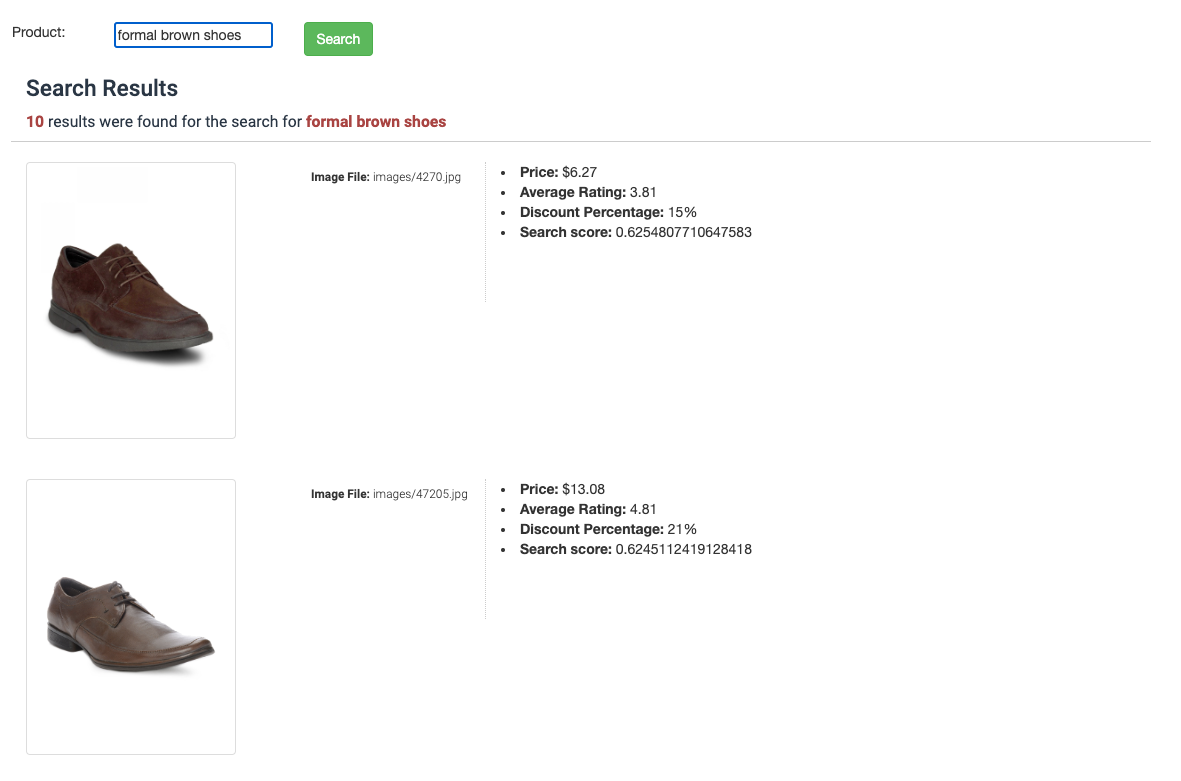 Product: formal brown shoes Search
Search Results
10 results were found for the search for formal brown shoes
Image File: images/4270.jpg
Price: $6.27
Average Rating: 3.81
Discount Percentage: 15%
Search score: 0.6254807710647583
Image File: images/47205.jpg
Price: $13.08
Average Rating: 4.81
Discount Percentage: 21%
Search score: 0.6245112419128418